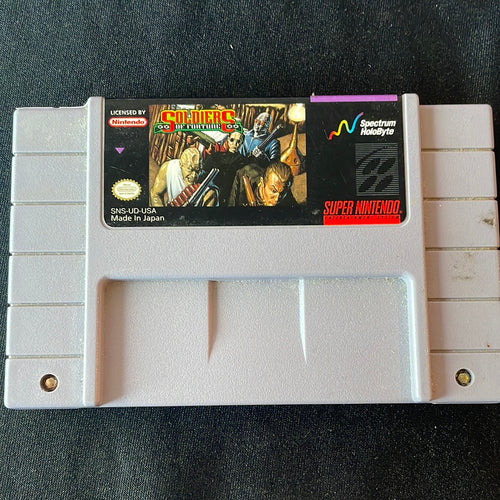 LICENSED BY
Nintendo
SOLDIERS
OF FORTUNE
Spectrum
HoloByte
SNS-UD-USA
Made in Japan
SUPER NINTENDO